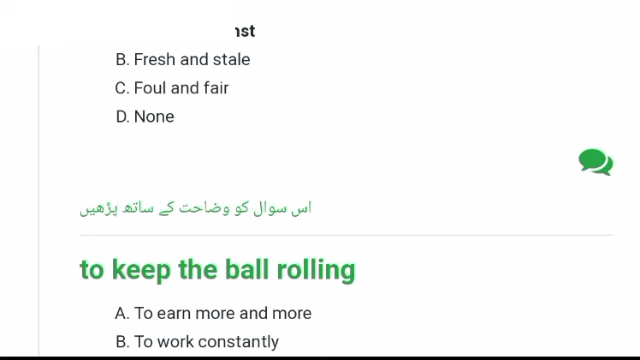 B. Fresh and stale
C. Foul and fair
D. None
اس سوال کو وضاحت کے ساتھ پڑھیں
to keep the ball rolling
A. To earn more and more
B. To work constantly